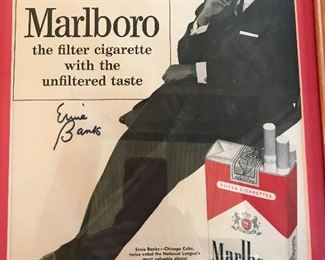 Marlboro
the filter cigarette
with the
unfiltered taste
Ernie
Banks
FILTER CIGARETTES
Marlb
Ernie Banks—Chicago Cubs,
twice voted the National League's
most valuable player